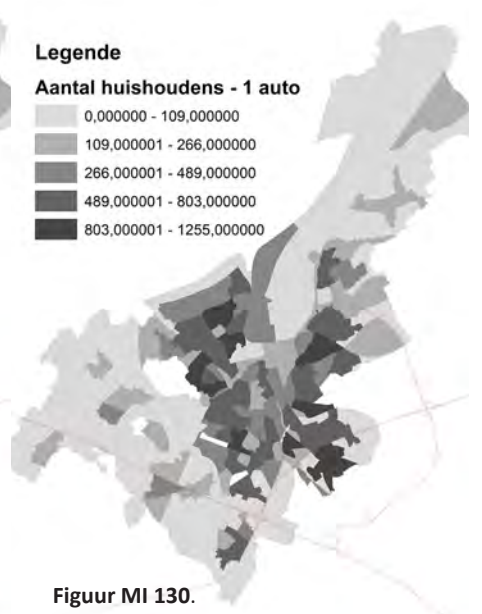 Legende
Aantal huishoudens - 1 auto
0,000000 - 109,000000
109,000001 - 266,000000
266,000001 - 489,000000
489,000001 - 803,000000
803,000001 - 1255,000000
Figuur MI 130.